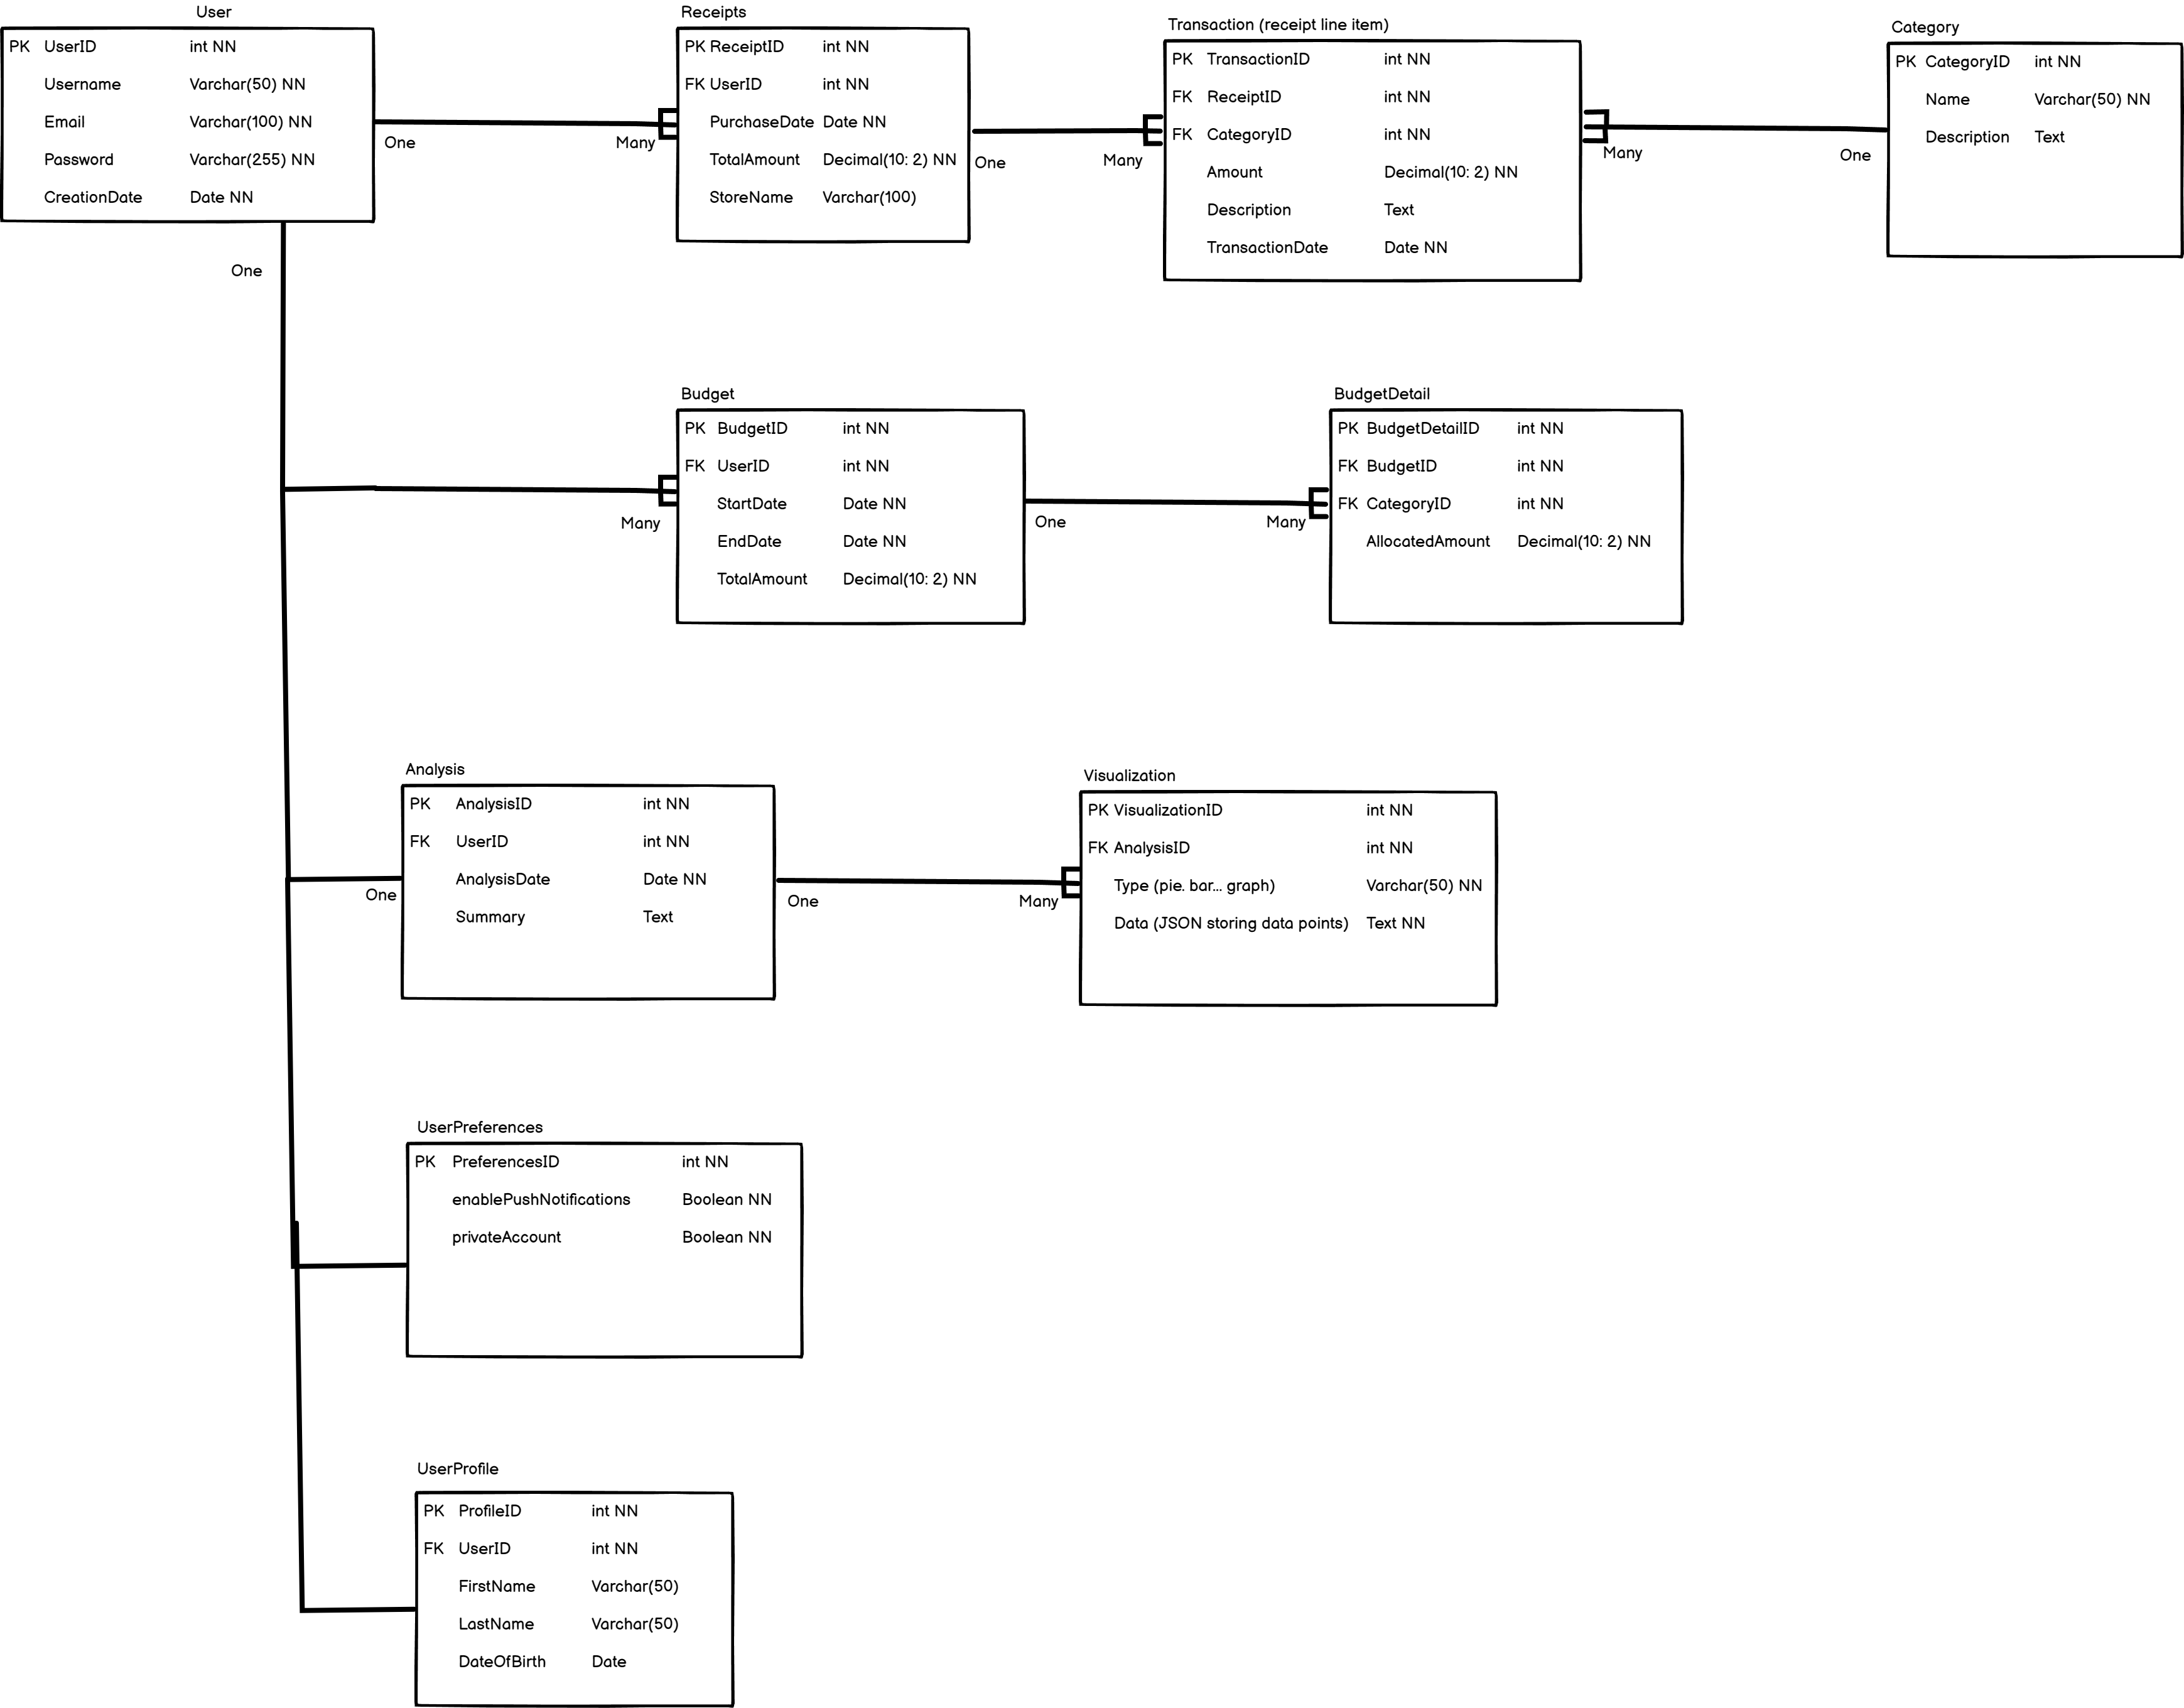 User
PK UserID int NN
Username Varchar(50) NN
Email Varchar(100) NN
Password Varchar(255) NN
CreationDate Date NN
One
Many
Receipts
PK ReceiptID int NN
FK UserID int NN
PurchaseDate Date NN
TotalAmount Decimal(10: 2) NN
StoreName Varchar(100)
One
Many
Transaction (receipt line item)
PK TransactionID int NN
FK ReceiptID int NN
FK CategoryID int NN
Amount Decimal(10: 2) NN
Description Text
TransactionDate Date NN
Many
One
Category
PK CategoryID int NN
Name Varchar(50) NN
Description Text
One
Many
Budget
PK BudgetID int NN
FK UserID int NN
StartDate Date NN
EndDate Date NN
TotalAmount Decimal(10: 2) NN
One
Many
BudgetDetail
PK BudgetDetailID int NN
FK BudgetID int NN
FK CategoryID int NN
AllocatedAmount Decimal(10: 2) NN
One
Analysis
PK AnalysisID int NN
FK UserID int NN
AnalysisDate Date NN
Summary Text
One
Many
Visualization
PK VisualizationID int NN
FK AnalysisID int NN
Type (pie. bar... graph) Varchar(50) NN
Data (JSON storing data points) Text NN
UserPreferences
PK PreferencesID int NN
enablePushNotifications Boolean NN
privateAccount Boolean NN
UserProfile
PK ProfileID int NN
FK UserID int NN
FirstName Varchar(50)
LastName Varchar(50)
DateOfBirth Date